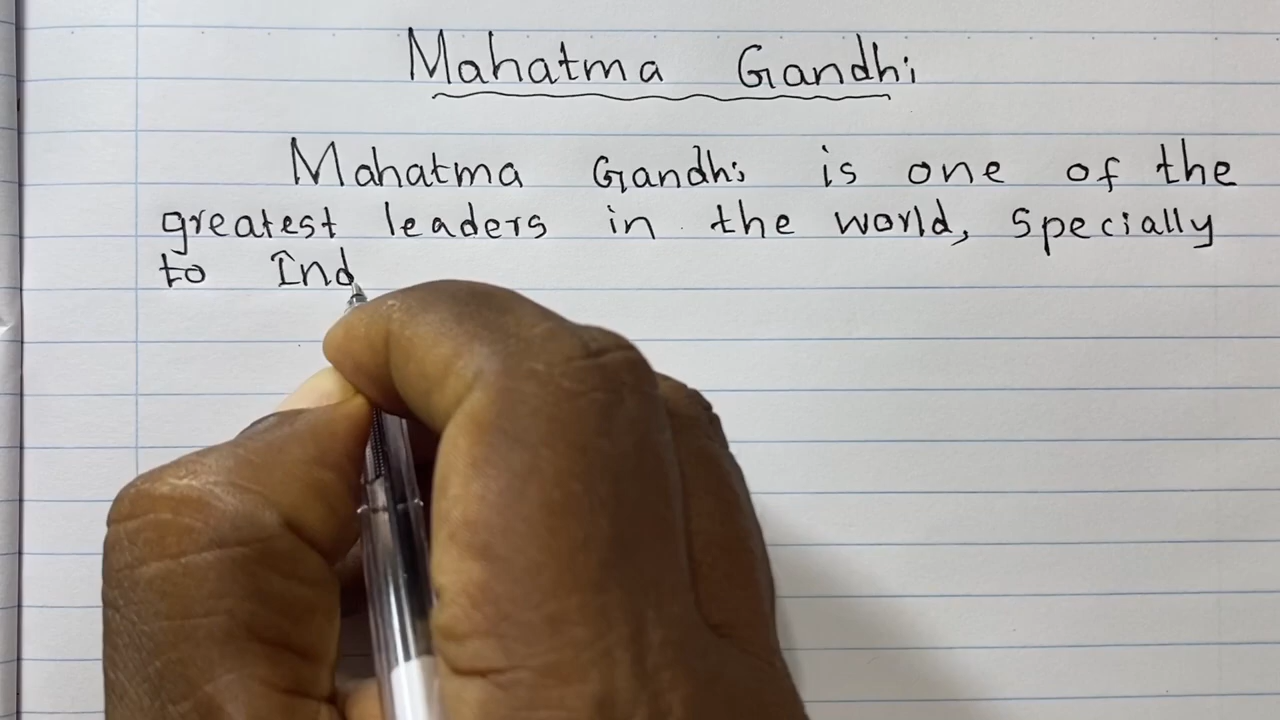 Mahatma Gandhi
Mahatma Gandhi is one of the
greatest leaders in the world, specially
to Ind